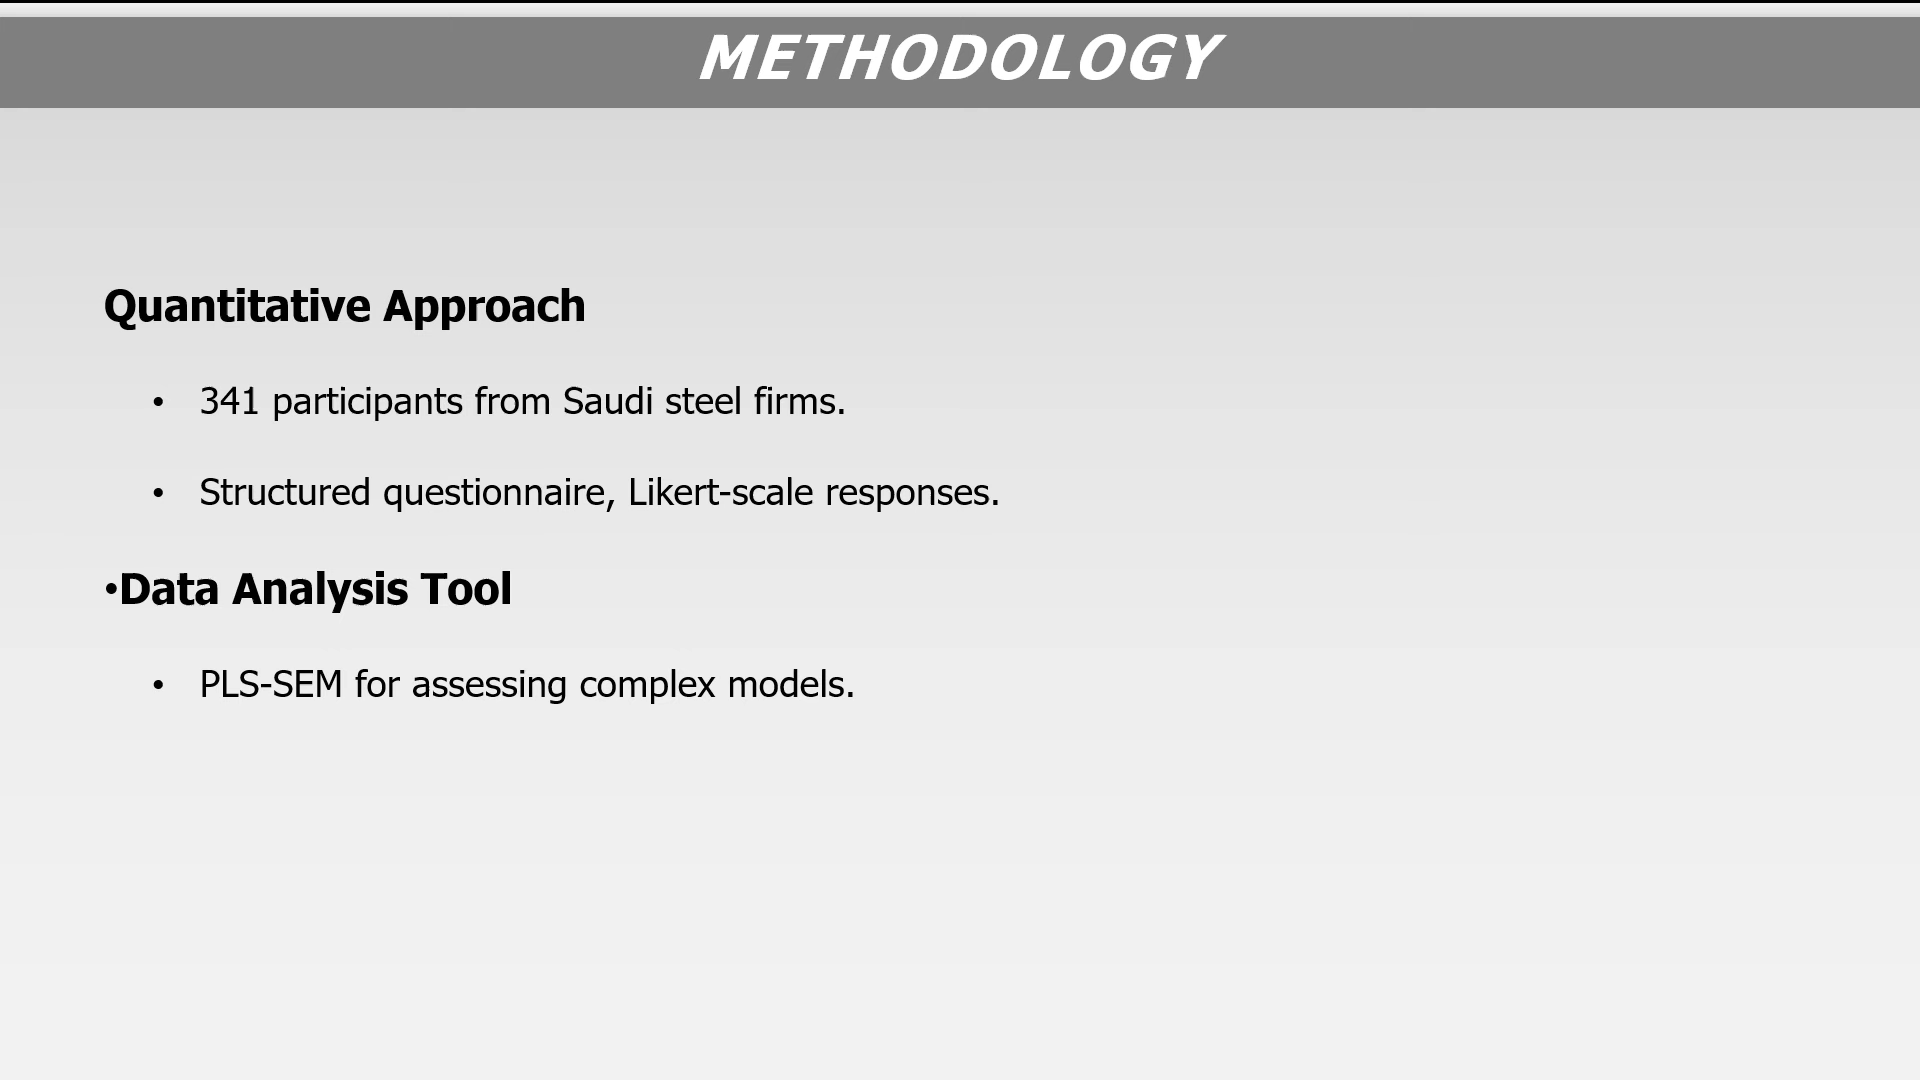 METHODOLOGY
Quantitative Approach
• 341 participants from Saudi steel firms.
• Structured questionnaire, Likert-scale responses.
•Data Analysis Tool
• PLS-SEM for assessing complex models.